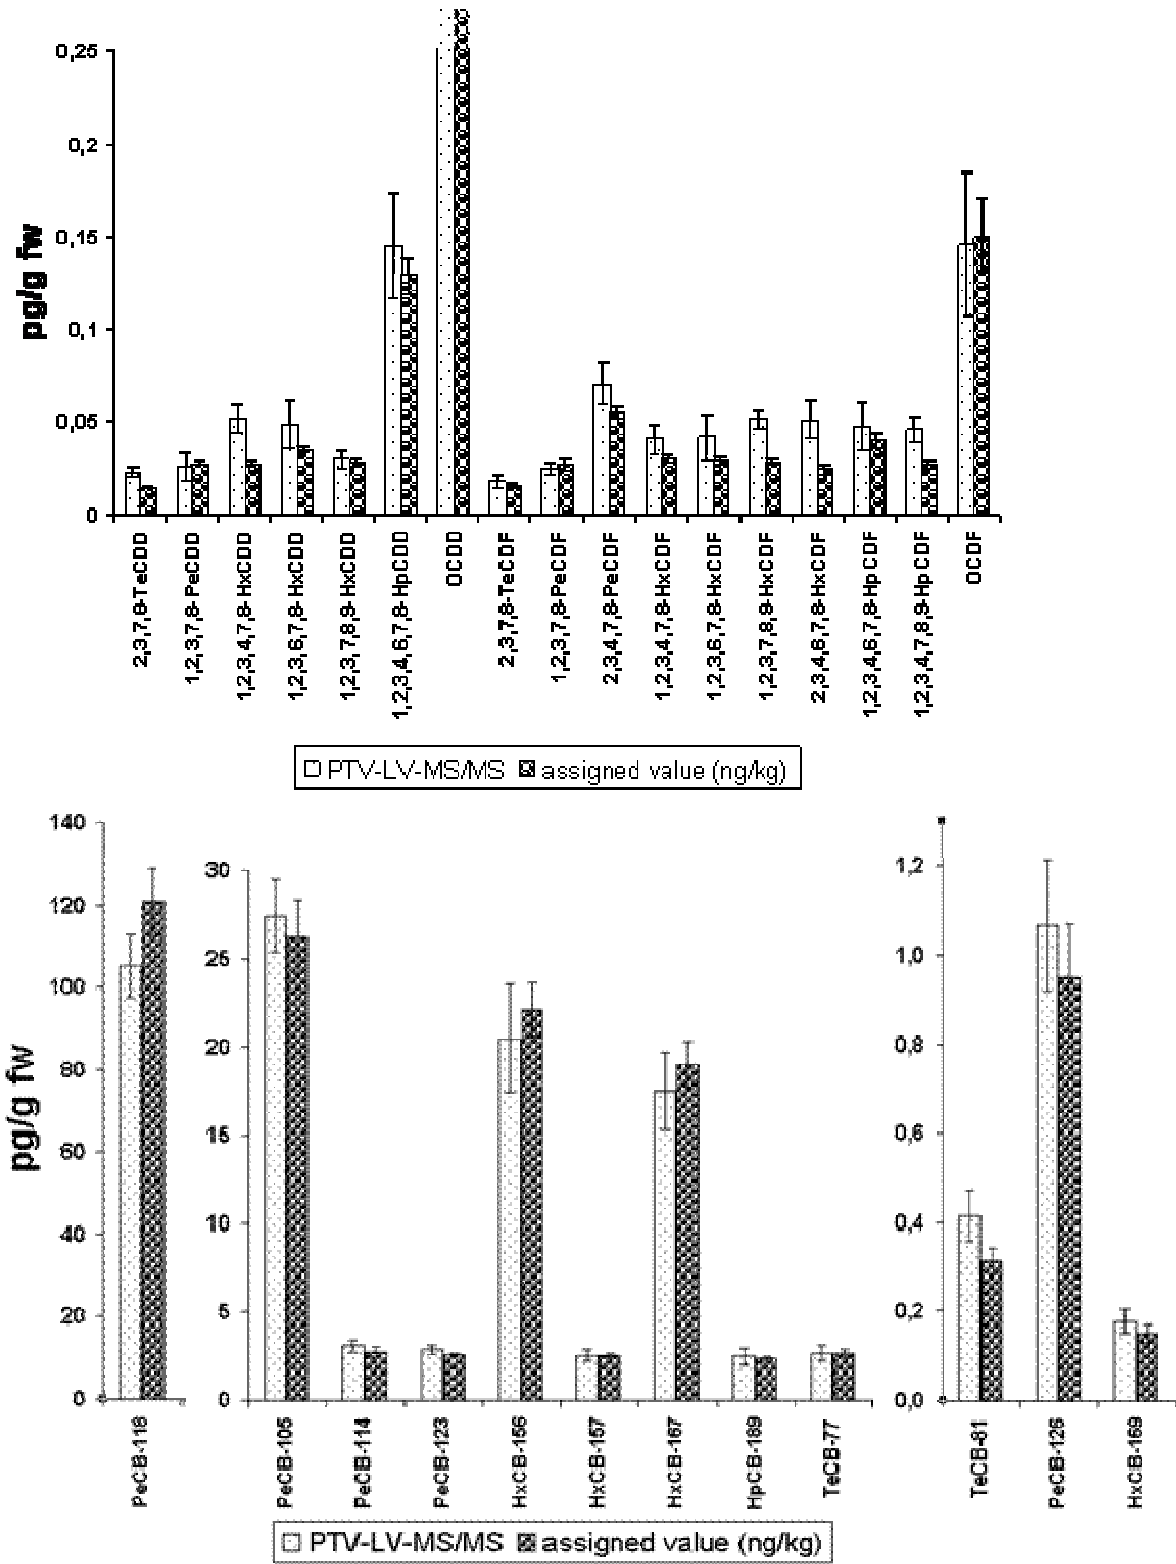 0,25
0,2
0,15
0,1
0,05
0
pg/g fw
2,3,7,8-TeCDD
1,2,3,7,8-PeCDD
1,2,3,4,7,8-HxCDD
1,2,3,6,7,8-HxCDD
1,2,3,7,8,9-HxCDD
1,2,3,4,6,7,8-HpCDD
OCDD
2,3,7,8-TeCDF
1,2,3,7,8-PeCDF
2,3,4,7,8-PeCDF
1,2,3,4,7,8-HxCDF
1,2,3,6,7,8-HxCDF
1,2,3,7,8,9-HxCDF
2,3,4,6,7,8-HxCDF
1,2,3,4,6,7,8-HpCDF
1,2,3,4,7,8,9-HpCDF
OCDF
PTV-LV-MS/MS assigned value (ng/kg)
140
120
100
80
60
40
20
0
pg/g fw
30
25
20
15
10
5
0
1,2
1,0
0,8
0,6
0,4
0,2
0,0
PeCB-118
PeCB-105
PeCB-114
PeCB-123
HxCB-156
HxCB-157
HxCB-167
HpCB-189
TeCB-77
TeCB-81
PeCB-126
HxCB-169
PTV-LV-MS/MS assigned value (ng/kg)